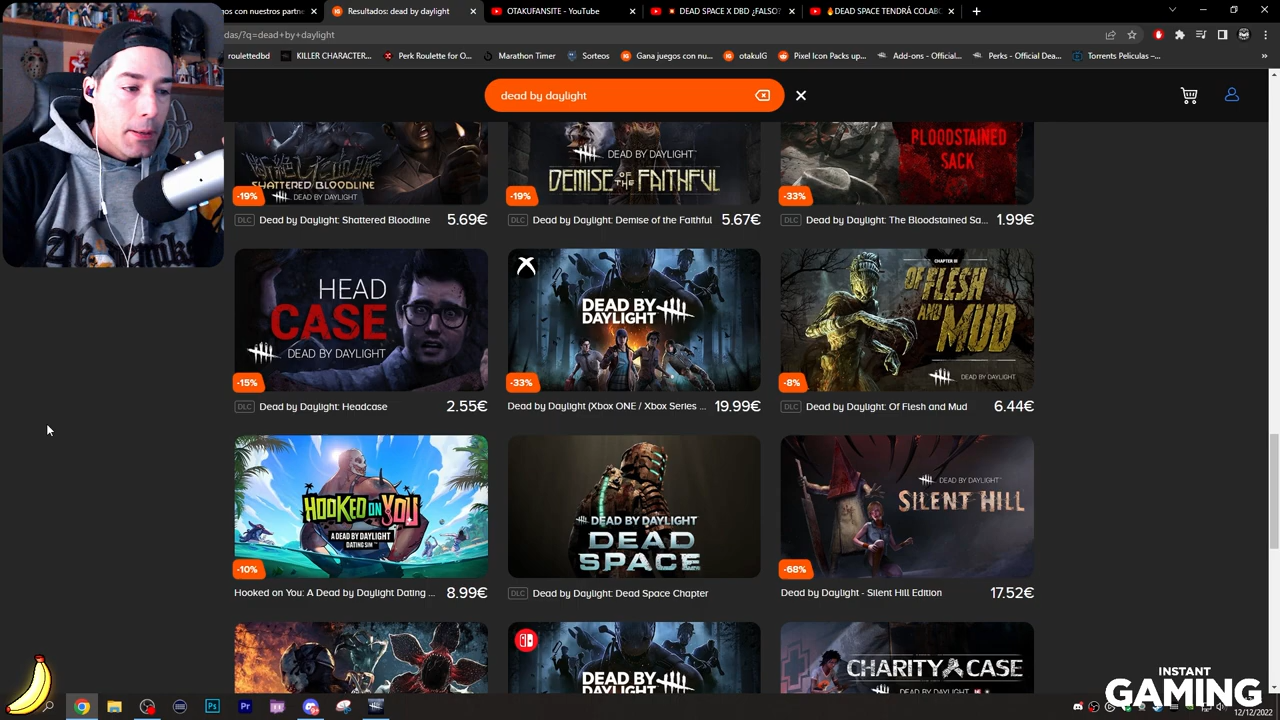 os con nuestros partne
Resultados: dead by daylight
OTAKUFANSITE - YouTube
DEAD SPACE X DBD ¿FALSO?
DEAD SPACE TENDRÁ COLAB
das/?q=dead+by+daylight
roulettedbd
KILLER CHARACTER...
Perk Roulette for O...
Marathon Timer
Sorteos
Gana juegos con nu...
otakuIG
Pixel Icon Packs up...
Add-ons - Official...
Perks - Official Dea...
Torrents Peliculas –...
»
dead by daylight
SHATTERED BLOODLINE
DEAD BY DAYLIGHT
-19%
DEAD BY DAYLIGHT™
DEMISE OF THE FAITHFUL
-19%
BLOODSTAINED
SACK
-33%
DLC Dead by Daylight: Shattered Bloodline 5.69€
DLC Dead by Daylight: Demise of the Faithful 5.67€
DLC Dead by Daylight: The Bloodstained Sa... 1.99€
HEAD
CASE
DEAD BY DAYLIGHT
-15%
DEAD BY
DAYLIGHT
-33%
CHAPTER III
OF FLESH
AND MUD
DEAD BY DAYLIGHT
-8%
DLC Dead by Daylight: Headcase 2.55€
Dead by Daylight (Xbox ONE / Xbox Series ... 19.99€
DLC Dead by Daylight: Of Flesh and Mud 6.44€
HOOKED ON YOU
A DEAD BY DAYLIGHT
DATING SIM™
-10%
DEAD BY DAYLIGHT
DEAD
SPACE
DEAD BY DAYLIGHT™
SILENT HILL
-68%
Hooked on You: A Dead by Daylight Dating ... 8.99€
DLC Dead by Daylight: Dead Space Chapter
Dead by Daylight - Silent Hill Edition 17.52€
DEAD BY
DAYLIGHT
CHARITY CASE
DEAD BY DAYLIGHT
INSTANT
GAMING
12/12/2022